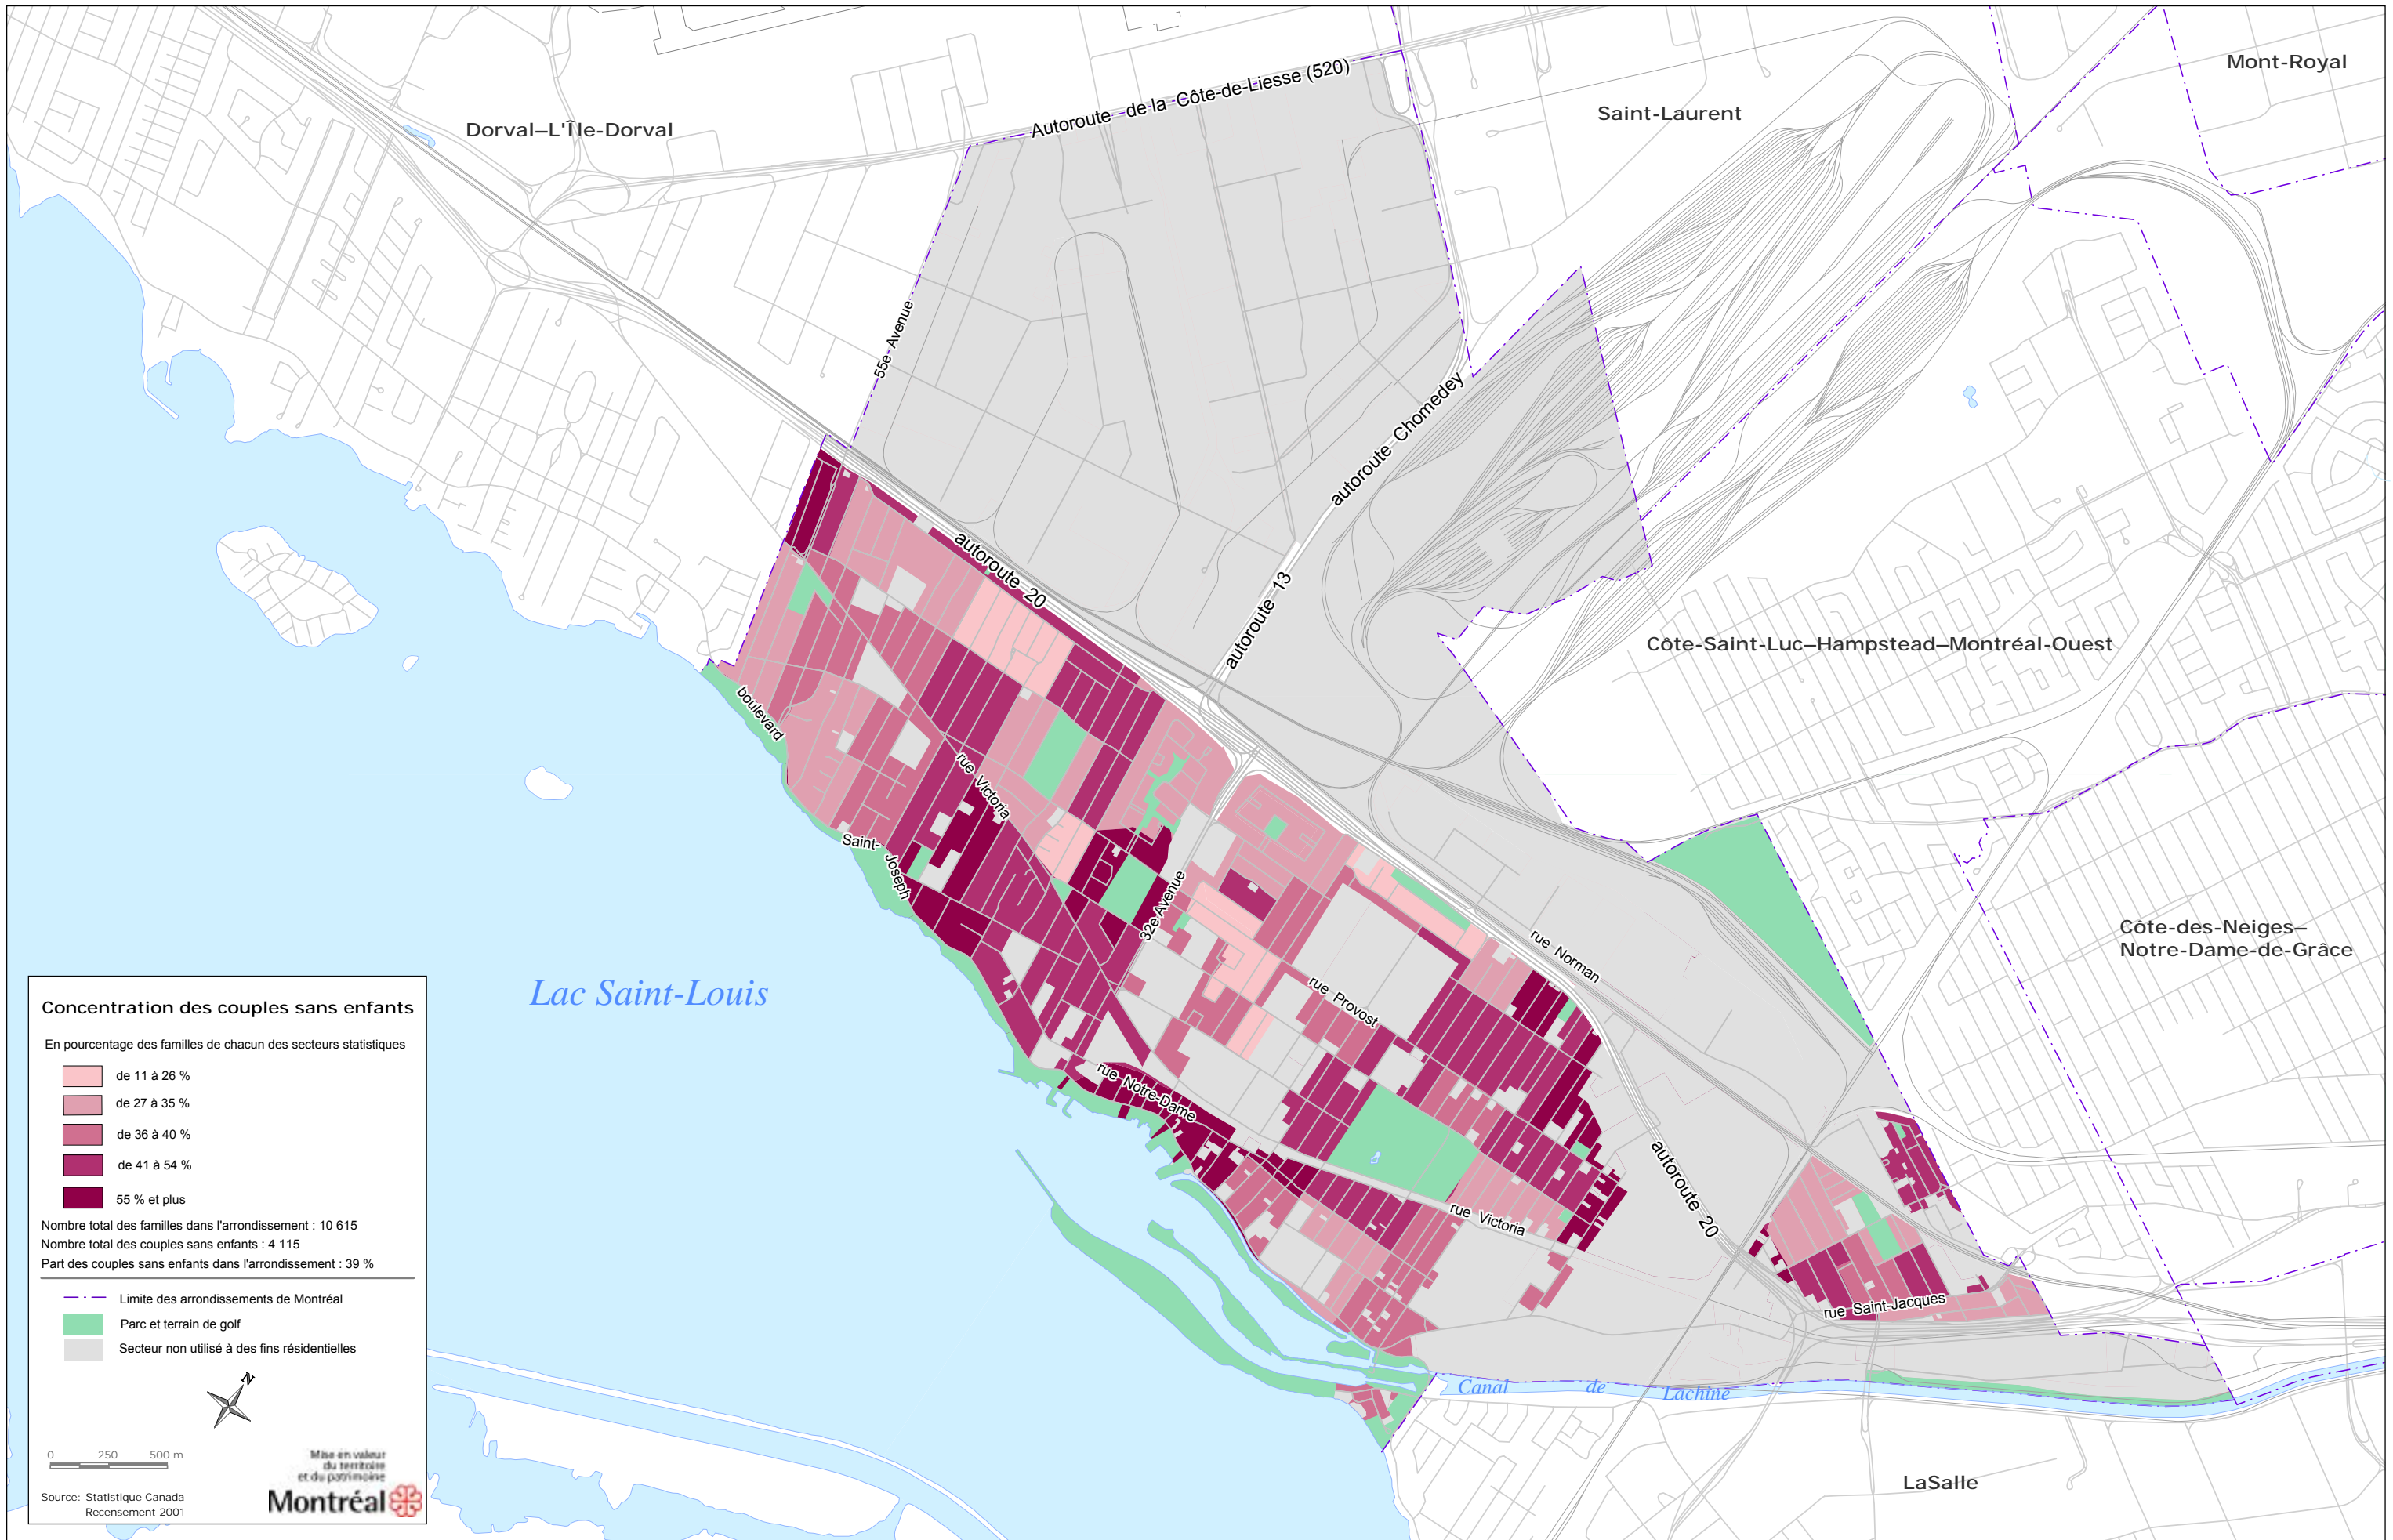 Mont-Royal
Saint-Laurent
Dorval–L'Île-Dorval
Autoroute de la Côte-de-Liesse (520)
55e Avenue
autoroute Chomedey
autoroute 20
autoroute 13
Côte-Saint-Luc–Hampstead–Montréal-Ouest
boulevard
Saint-Joseph
rue Victoria
32e Avenue
rue Norman
rue Provost
Côte-des-Neiges–
Notre-Dame-de-Grâce
Lac Saint-Louis
rue Notre-Dame
rue Victoria
autoroute 20
rue Saint-Jacques
Canal de Lachine
LaSalle
Concentration des couples sans enfants
En pourcentage des familles de chacun des secteurs statistiques
de 11 à 26 %
de 27 à 35 %
de 36 à 40 %
de 41 à 54 %
55 % et plus
Nombre total des familles dans l'arrondissement : 10 615
Nombre total des couples sans enfants : 4 115
Part des couples sans enfants dans l'arrondissement : 39 %
Limite des arrondissements de Montréal
Parc et terrain de golf
Secteur non utilisé à des fins résidentielles
N
0 250 500 m
Mise en valeur
du territoire
et du patrimoine
Montréal
Source: Statistique Canada
Recensement 2001